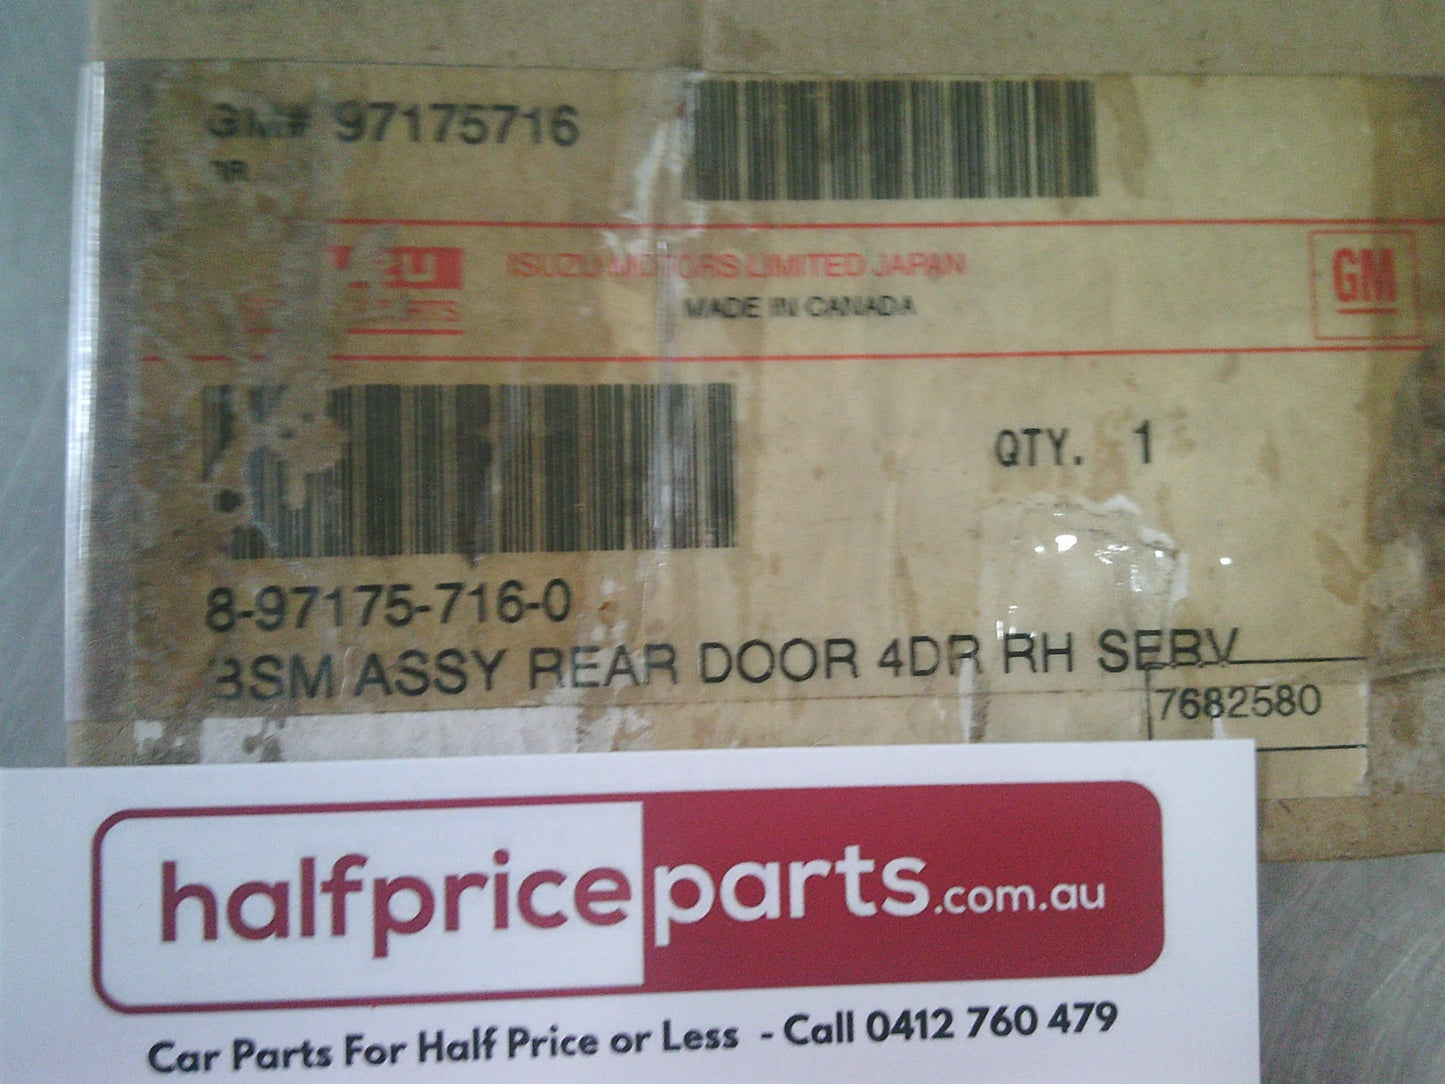 GM# 97175716
ISUZU MOTORS LIMITED JAPAN
MADE IN CANADA
GM
QTY. 1
8-97175-716-0
BSM ASSY REAR DOOR 4DR RH SERV
7682580
halfpriceparts.com.au
Car Parts For Half Price or Less - Call 0412 760 479